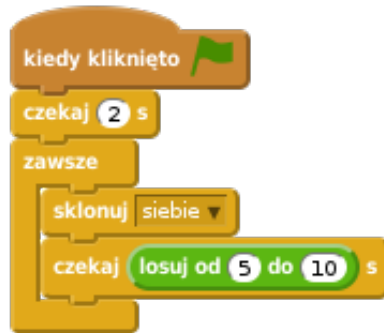 kiedy kliknięto
czekaj 2 s
zawsze
sklonuj siebie
czekaj losuj od 5 do 10 s